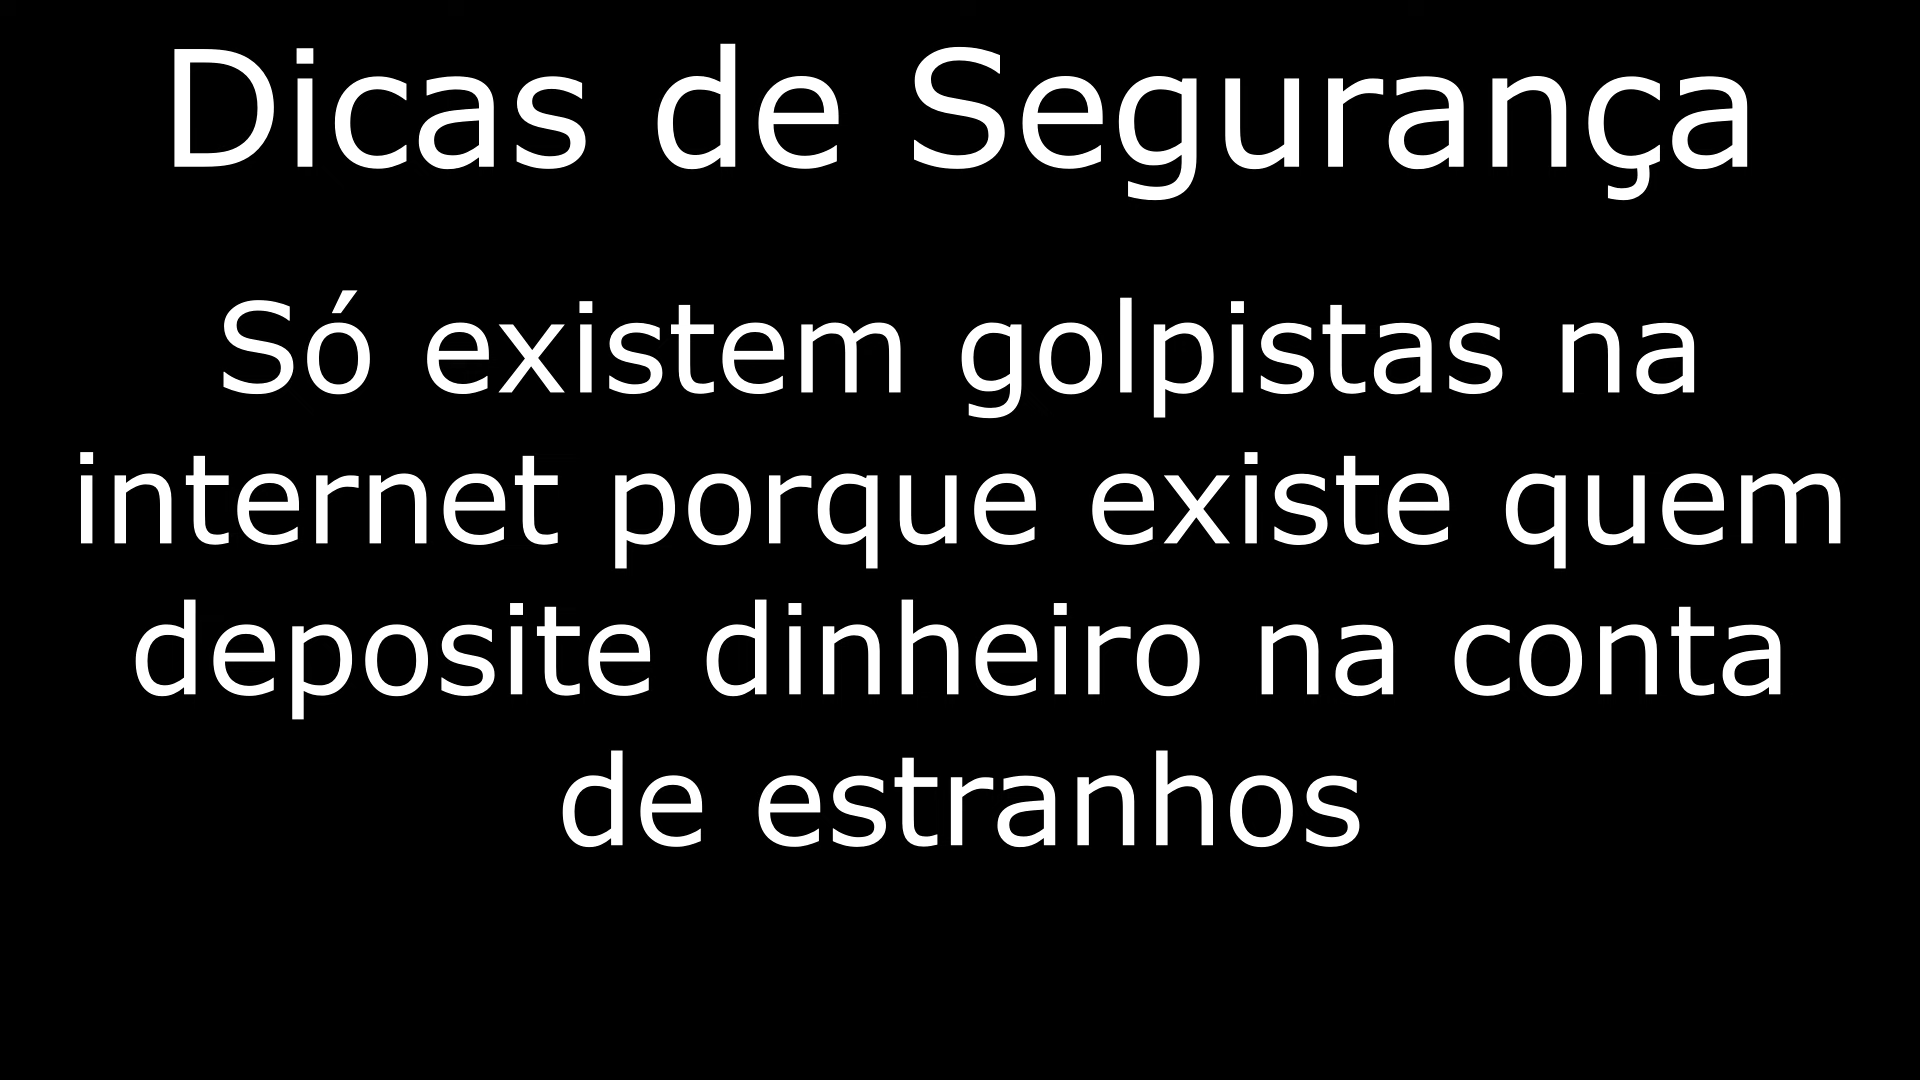 Dicas de Segurança
Só existem golpistas na
internet porque existe quem
deposite dinheiro na conta
de estranhos